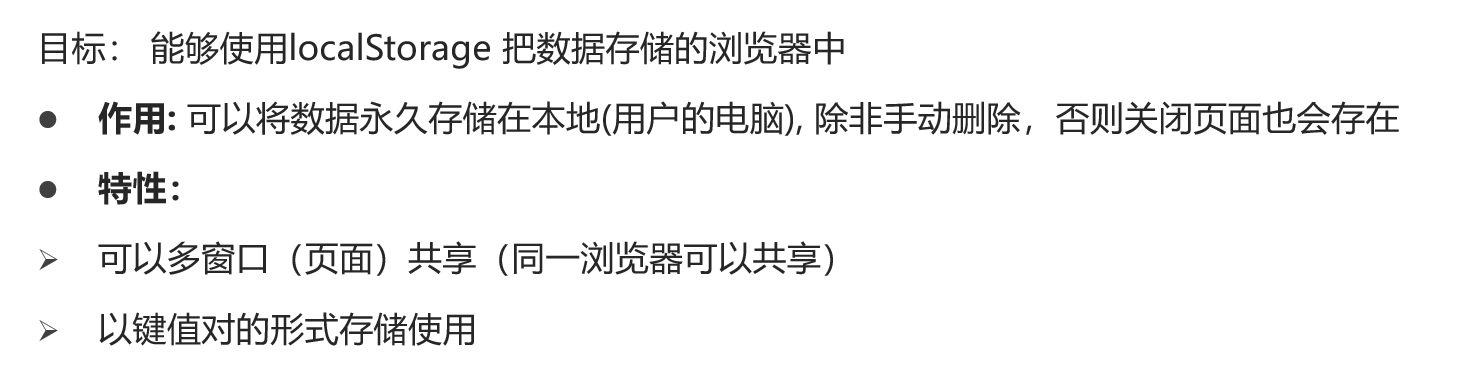 目标： 能够使用localStorage 把数据存储的浏览器中
● 作用: 可以将数据永久存储在本地(用户的电脑), 除非手动删除，否则关闭页面也会存在
● 特性：
➢ 可以多窗口（页面）共享（同一浏览器可以共享）
➢ 以键值对的形式存储使用